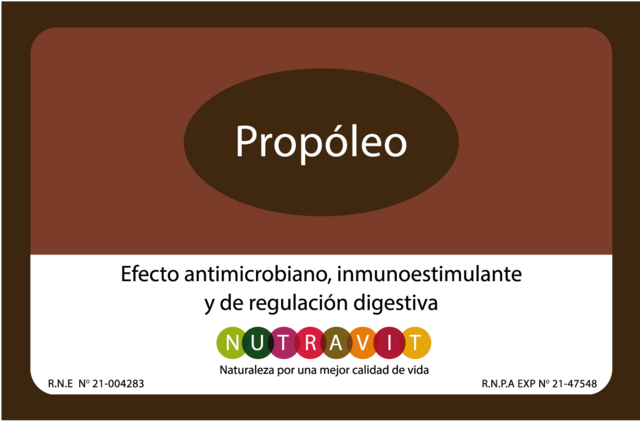 Propóleo
Efecto antimicrobiano, inmunoestimulante
y de regulación digestiva
NUTRAVIT
Naturaleza por una mejor calidad de vida
R.N.E N° 21-004283
R.N.P.A EXP N° 21-47548